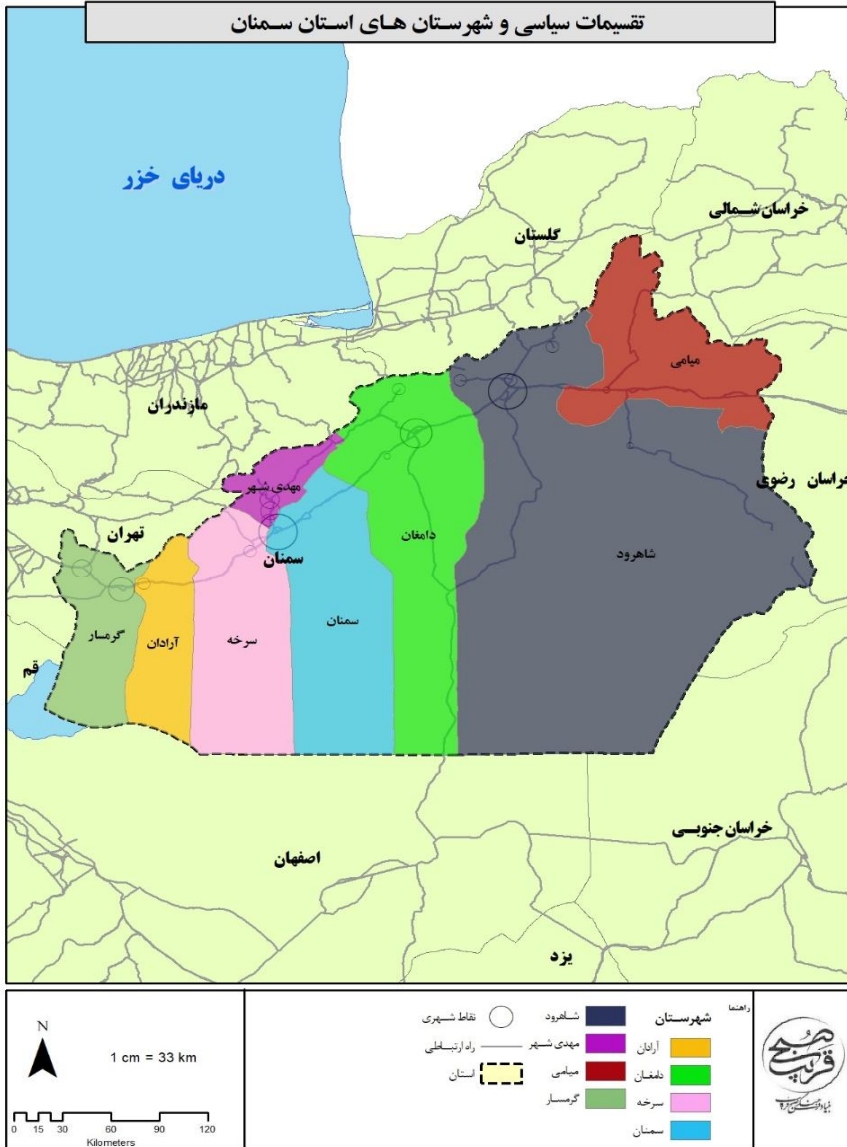 تقسیمات سیاسی و شهرستان های استان سمنان
دریای خزر
خراسان شمالی
گلستان
میامی
مازندران
خراسان رضوی
مهدی شهر
تهران
سمنان
دامغان
شاهرود
گرمسار
آرادان
سرخه
سمنان
قم
خراسان جنوبی
اصفهان
یزد
راهنما
شهرستان
آرادان
دامغان
سرخه
سمنان
شاهرود
مهدی شهر
میامی
گرمسار
نقاط شهری
راه ارتباطی
استان
N
1 cm = 33 km
0 15 30 60 90 120
Kilometers
صبح قریب